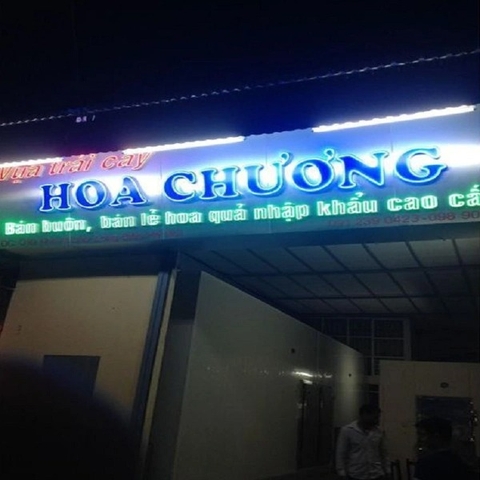 Vựa trái cây
HOA CHƯƠNG
Bán buôn, bán lẻ hoa quả nhập khẩu cao cấ